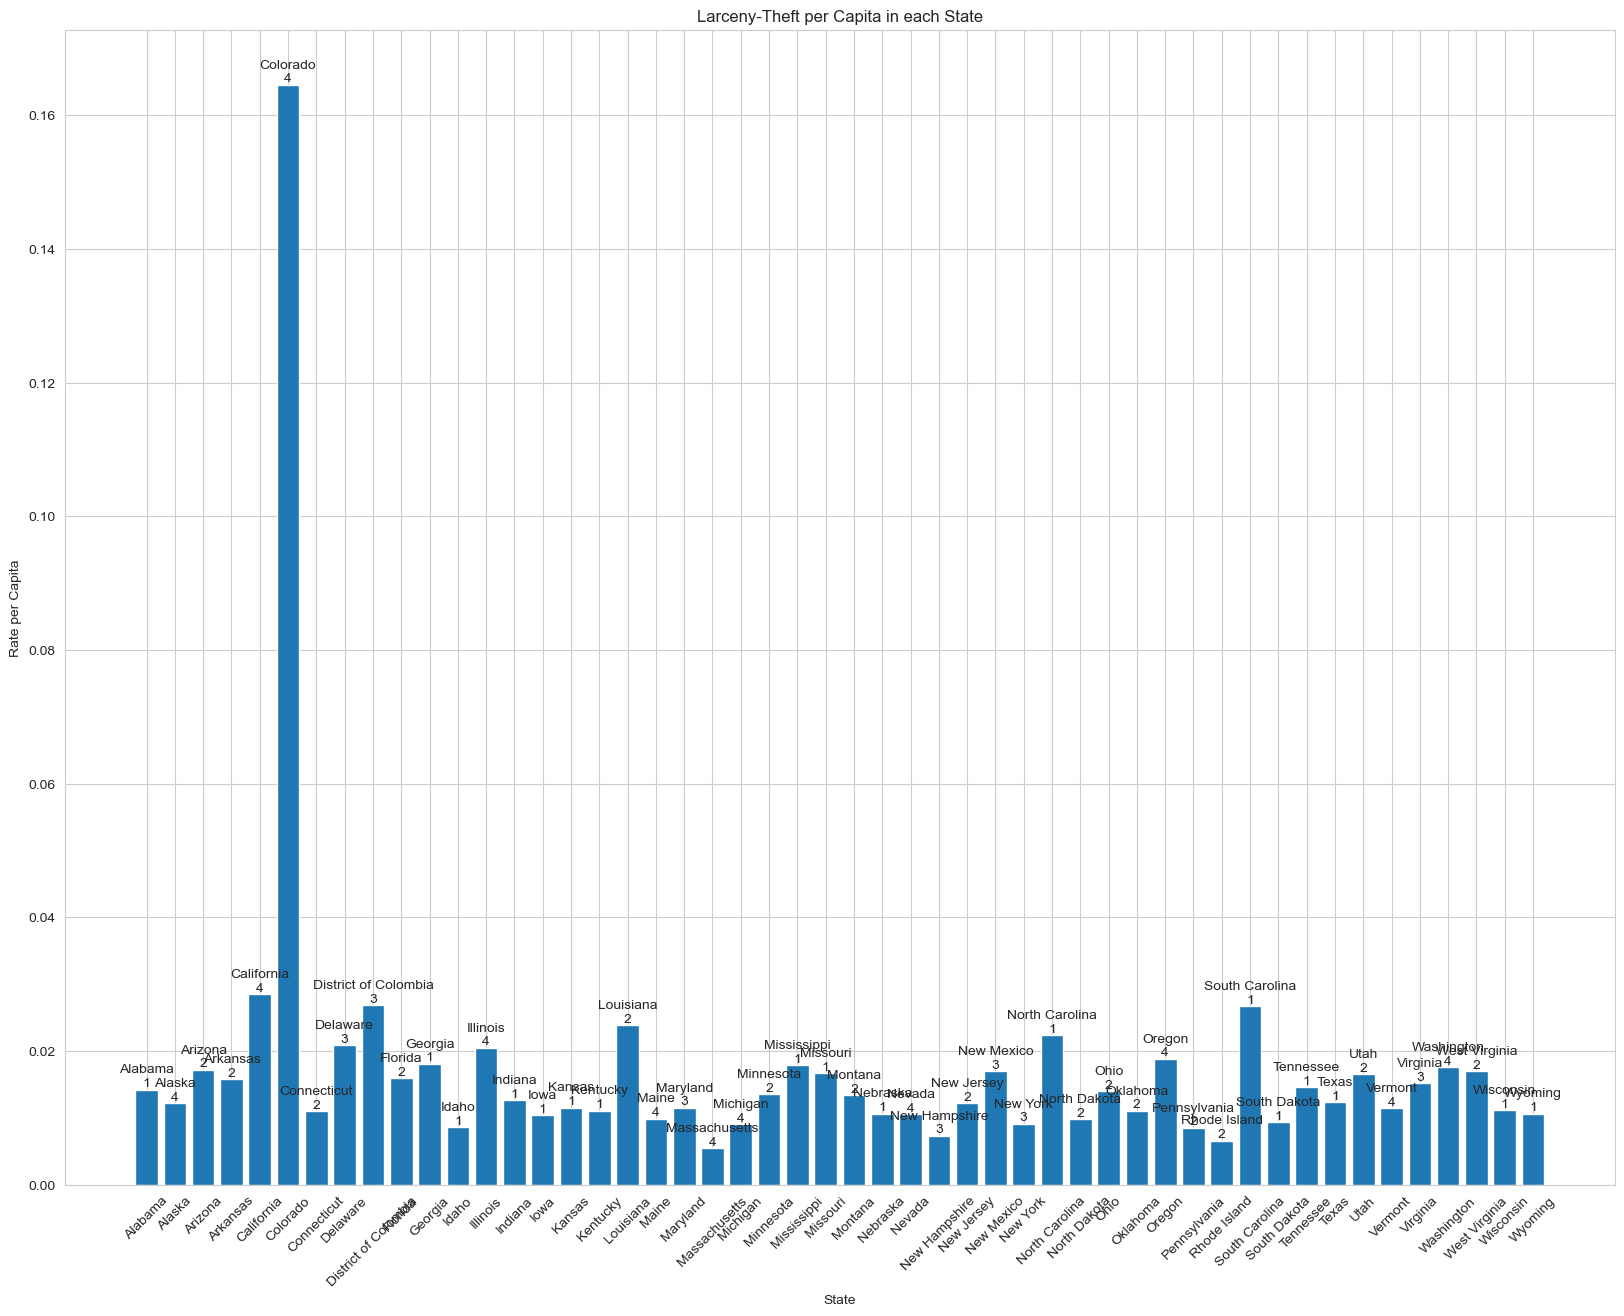 Larceny-Theft per Capita in each State
Rate per Capita
0.16
0.14
0.12
0.10
0.08
0.06
0.04
0.02
0.00
Alabama
1
Alaska
4
Arizona
2
Arkansas
2
California
4
Colorado
4
Connecticut
2
Delaware
3
District of Colombia
3
Florida
2
Georgia
1
Idaho
1
Illinois
4
Indiana
1
Iowa
1
Kansas
1
Kentucky
1
Louisiana
2
Maine
4
Maryland
3
Massachusetts
4
Michigan
4
Minnesota
2
Mississippi
1
Missouri
1
Montana
2
Nebraska
1
Nevada
4
New Hampshire
3
New Jersey
2
New Mexico
3
New York
3
North Carolina
1
North Dakota
2
Ohio
2
Oklahoma
2
Oregon
4
Pennsylvania
2
Rhode Island
2
South Carolina
1
South Dakota
1
Tennessee
1
Texas
1
Utah
2
Vermont
4
Virginia
3
Washington
4
West Virginia
2
Wisconsin
1
Wyoming
1
Alabama
Alaska
Arizona
Arkansas
California
Colorado
Connecticut
Delaware
District of Colombia
Florida
Georgia
Idaho
Illinois
Indiana
Iowa
Kansas
Kentucky
Louisiana
Maine
Maryland
Massachusetts
Michigan
Minnesota
Mississippi
Missouri
Montana
Nebraska
Nevada
New Hampshire
New Jersey
New Mexico
New York
North Carolina
North Dakota
Ohio
Oklahoma
Oregon
Pennsylvania
Rhode Island
South Carolina
South Dakota
Tennessee
Texas
Utah
Vermont
Virginia
Washington
West Virginia
Wisconsin
Wyoming
State